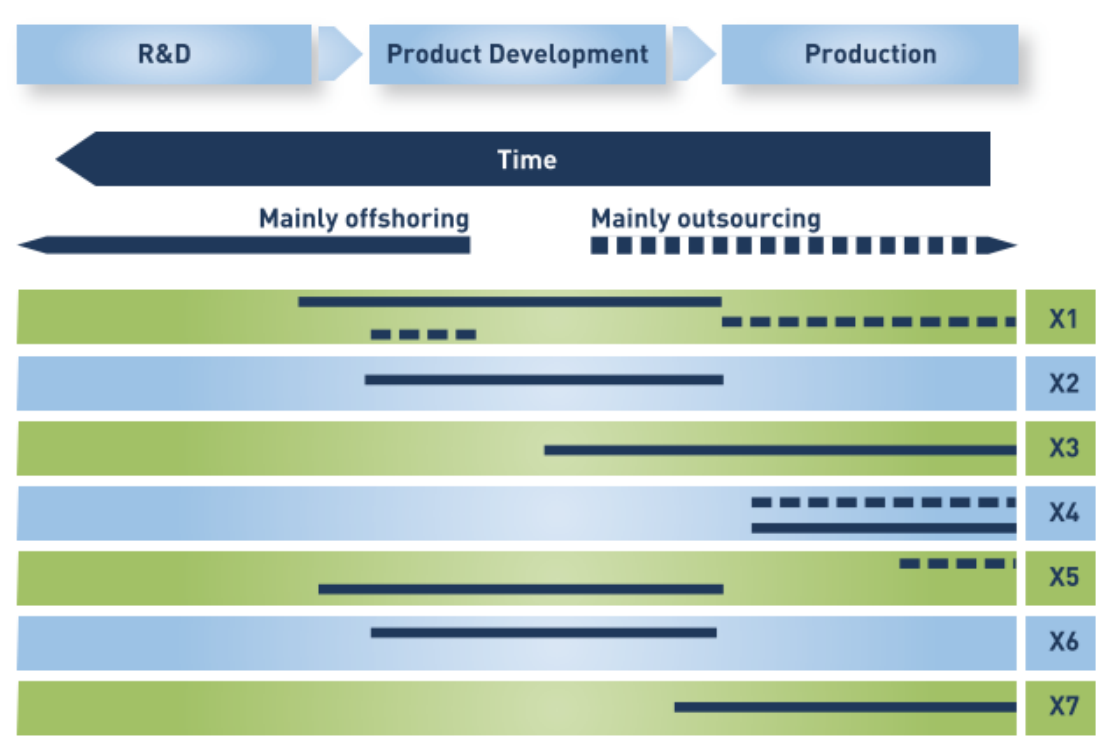 R&D
Product Development
Production
Time
Mainly offshoring
Mainly outsourcing
X1
X2
X3
X4
X5
X6
X7